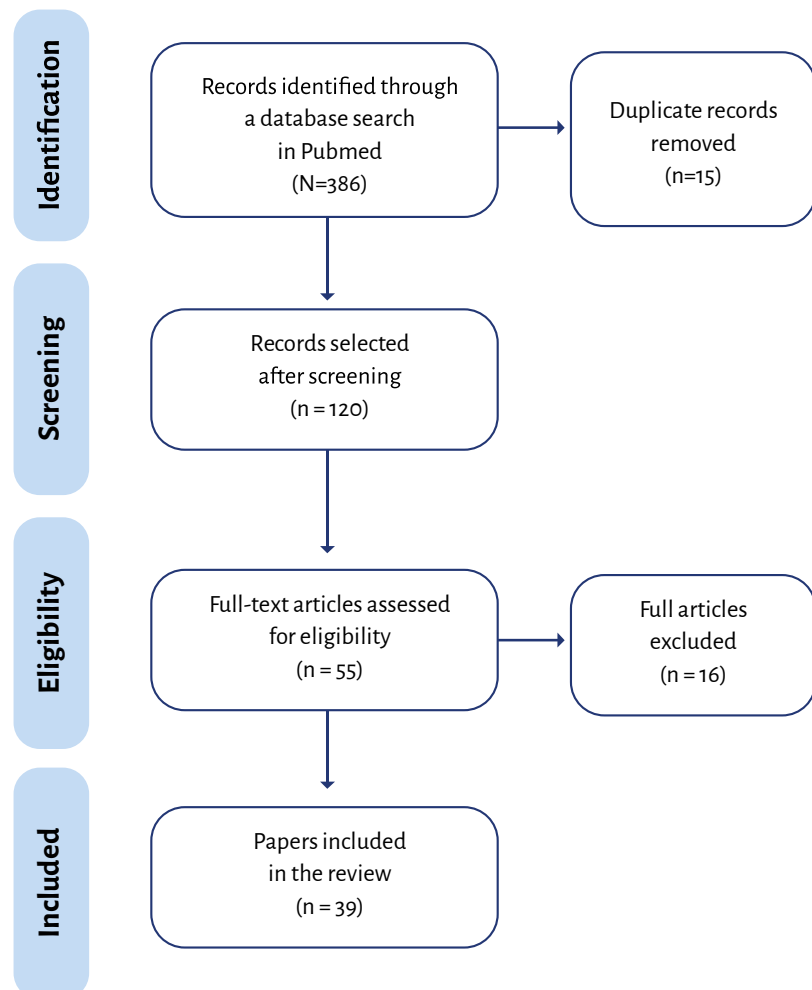 Identification
Records identified through
a database search
in Pubmed
(N=386)
Duplicate records
removed
(n=15)
Screening
Records selected
after screening
(n = 120)
Eligibility
Full-text articles assessed
for eligibility
(n = 55)
Full articles
excluded
(n = 16)
Included
Papers included
in the review
(n = 39)